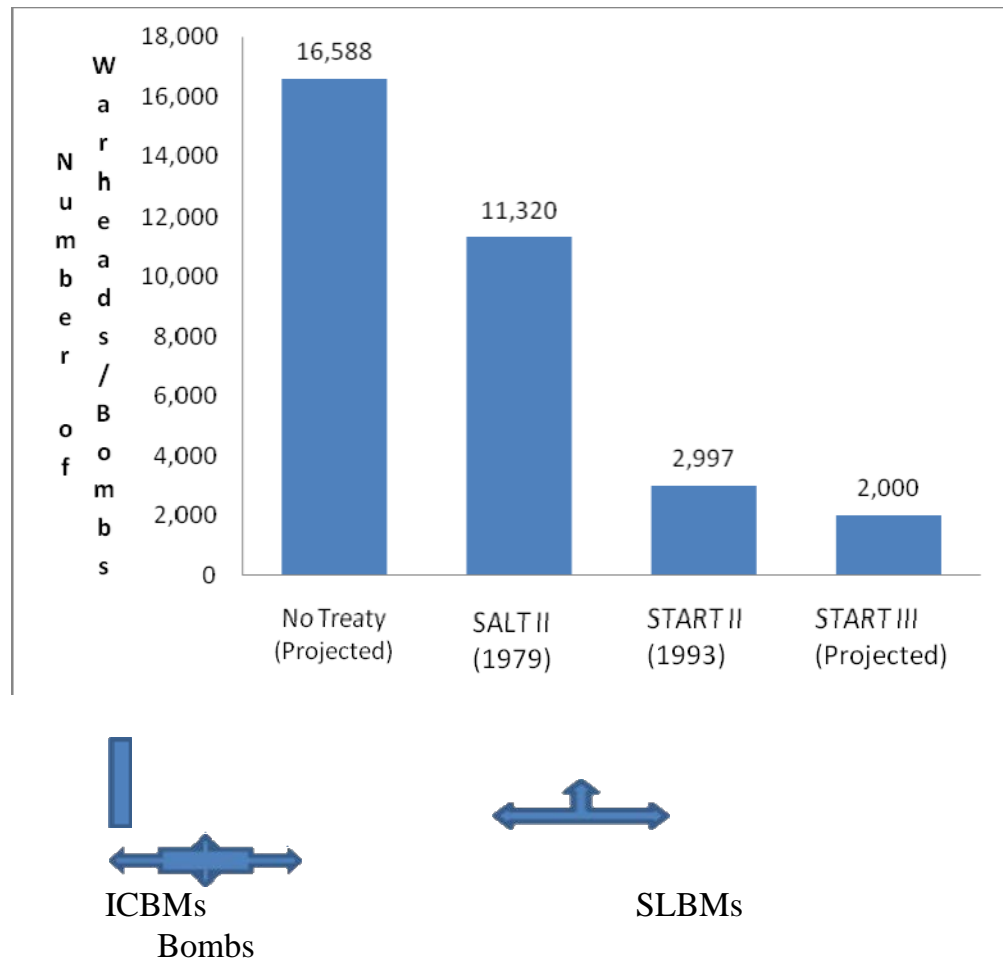 Number of
Warheads/Bombs
18,000
16,000
14,000
12,000
10,000
8,000
6,000
4,000
2,000
0
16,588
11,320
2,997
2,000
No Treaty
(Projected)
SALT II
(1979)
START II
(1993)
START III
(Projected)
ICBMs SLBMs
Bombs